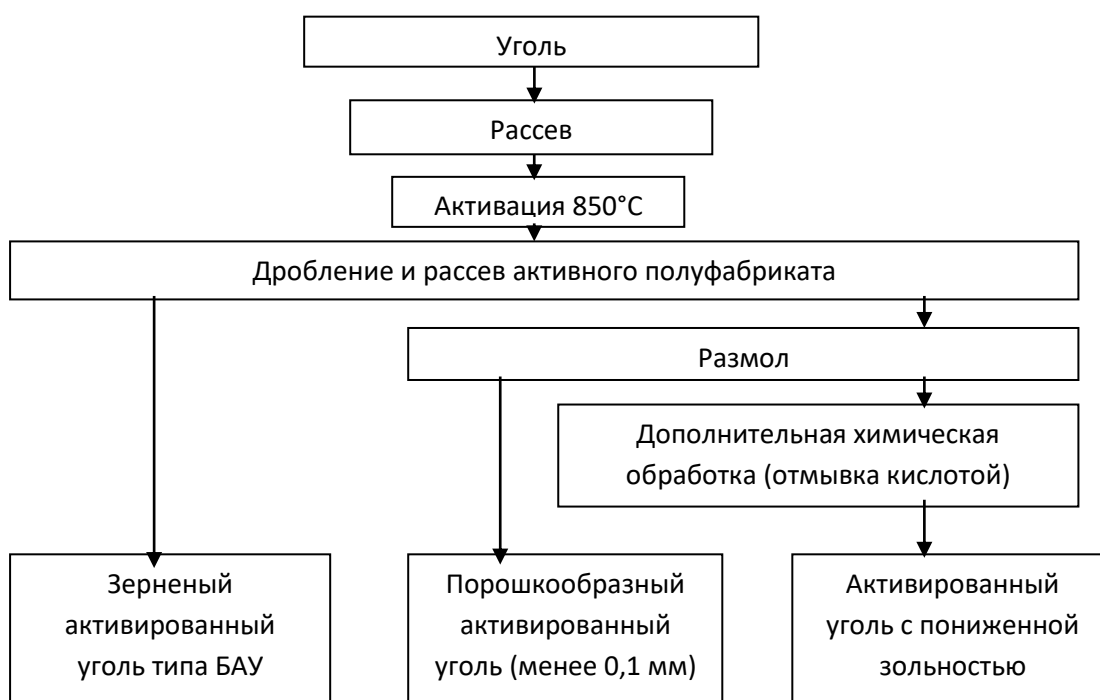 Уголь
Рассев
Активация 850°С
Дробление и рассев активного полуфабриката
Размол
Дополнительная химическая
обработка (отмывка кислотой)
Зерненый
активированный
уголь типа БАУ
Порошкообразный
активированный
уголь (менее 0,1 мм)
Активированный
уголь с пониженной
зольностью